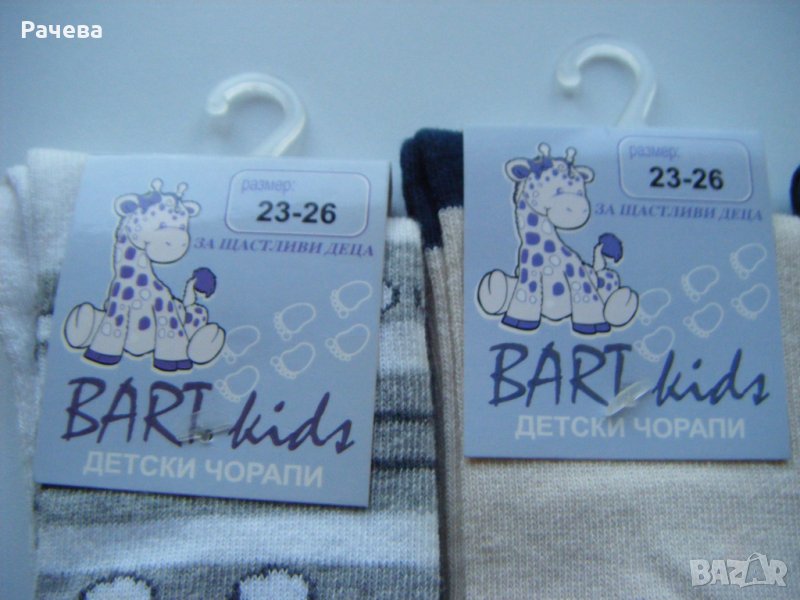 Рачева
размер:
23-26
ЗА ЩАСТЛИВИ ДЕЦА
BART kids
ДЕТСКИ ЧОРАПИ
размер:
23-26
ЗА ЩАСТЛИВИ ДЕЦА
BART kids
ДЕТСКИ ЧОРАПИ
BAZAR